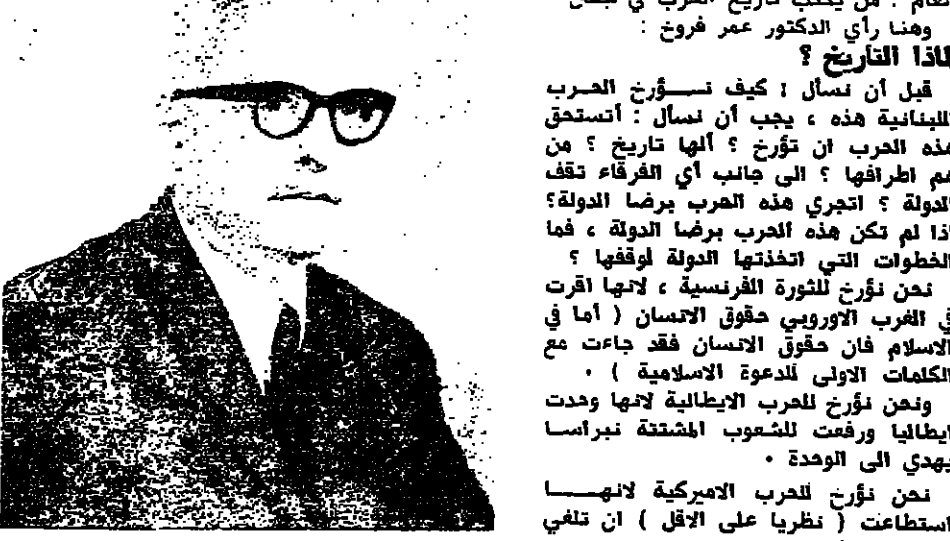 وهنا رأي الدكتور عمر فروخ :
لماذا التاريخ ؟
قبل أن نسأل : كيف نـــؤرخ الحـرب
اللبنانية هذه ، يجب أن نسأل : أتستحق
هذه الحرب ان تؤرخ ؟ ألها تاريخ ؟ من
هم اطرافها ؟ الى جانب أي الفرقاء تقف
الدولة ؟ اتجري هذه الحرب برضا الدولة؟
اذا لم تكن هذه الحرب برضا الدولة ، فما
الخطوات التي اتخذتها الدولة لوقفها ؟
نحن نؤرخ للثورة الفرنسية ، لانها اقرت
في الغرب الاوروبي حقوق الانسان ( أما في
الاسلام فان حقوق الانسان فقد جاءت مع
الكلمات الاولى للدعوة الاسلامية ) .
ونحن نؤرخ للحرب الايطالية لانها وحدت
ايطاليا ورفعت للشعوب المشتتة نبراسـا
يهدي الى الوحدة .
نحن نؤرخ للحرب الاميركية لانهـــا
استطاعت ( نظريا على الاقل ) ان تلغي